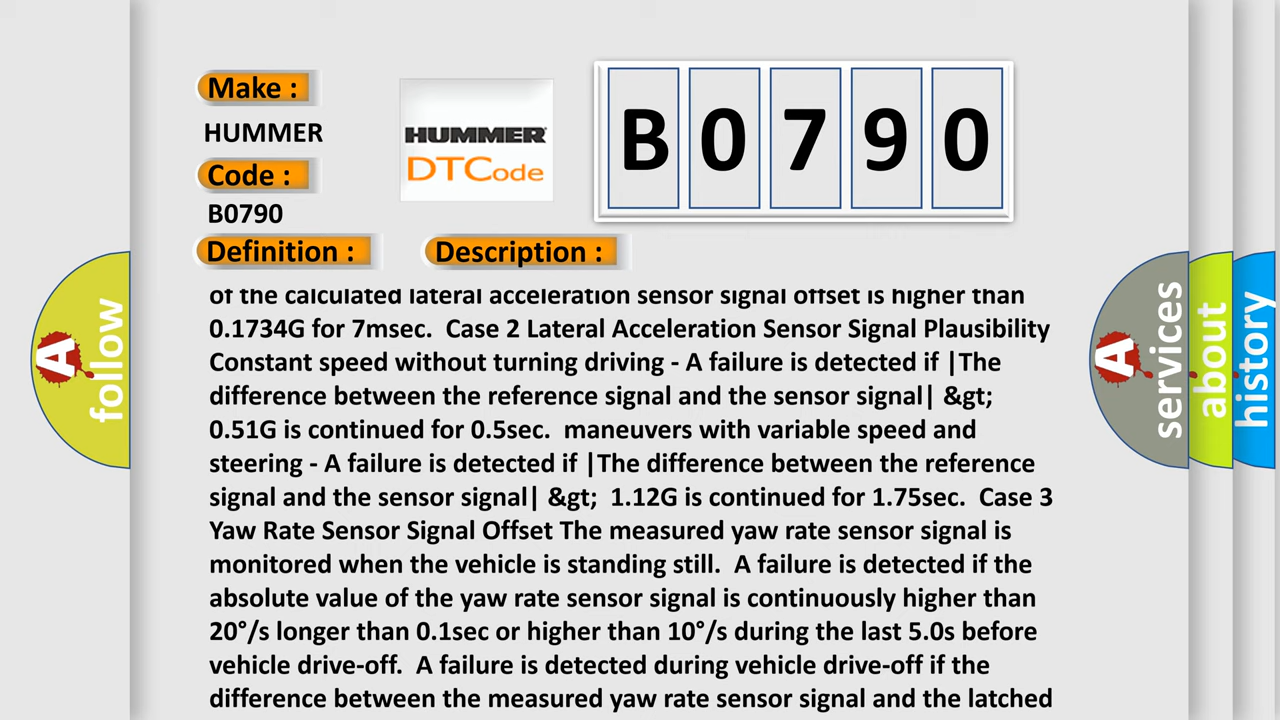 Make :
HUMMER
Code :
B0790
Definition :
Description :
HUMMER
DTCode
B0790
of the calculated lateral acceleration sensor signal offset is higher than
0.1734G for 7msec. Case 2 Lateral Acceleration Sensor Signal Plausibility
Constant speed without turning driving - A failure is detected if |The
difference between the reference signal and the sensor signal| &gt;
0.51G is continued for 0.5sec. maneuvers with variable speed and
steering - A failure is detected if |The difference between the reference
signal and the sensor signal| &gt; 1.12G is continued for 1.75sec. Case 3
Yaw Rate Sensor Signal Offset The measured yaw rate sensor signal is
monitored when the vehicle is standing still. A failure is detected if the
absolute value of the yaw rate sensor signal is continuously higher than
20°/s longer than 0.1sec or higher than 10°/s during the last 5.0s before
vehicle drive-off. A failure is detected during vehicle drive-off if the
difference between the measured yaw rate sensor signal and the latched
A
follow
A
services
about
history